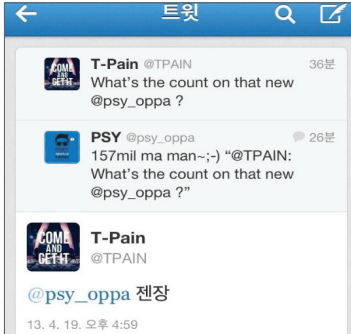 트윗
T-Pain @TPAIN 36분
What's the count on that new
@psy_oppa ?
PSY @psy_oppa 26분
157mil ma man~;-) “@TPAIN:
What's the count on that new
@psy_oppa ?”
COME
AND
GET IT
T-Pain
@TPAIN
@psy_oppa 젠장
13. 4. 19. 오후 4:59